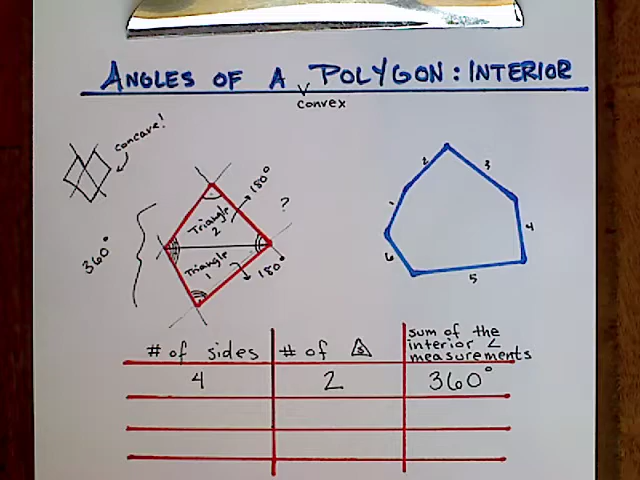 ANGLES OF A POLYGON: INTERIOR
convex
concave!
360°
Triangle
2
180°
?
Triangle
1
180°
1
2
3
4
5
6
# of sides
# of △s
sum of the
interior ∠
measurements
4
2
360°